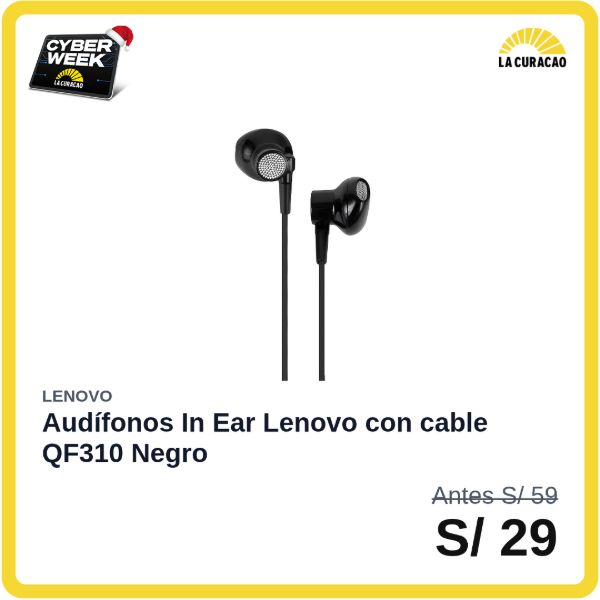 CYBER
WEEK
LA CURACAO
LA CURACAO
LENOVO
Audífonos In Ear Lenovo con cable
QF310 Negro
Antes S/ 59
S/ 29